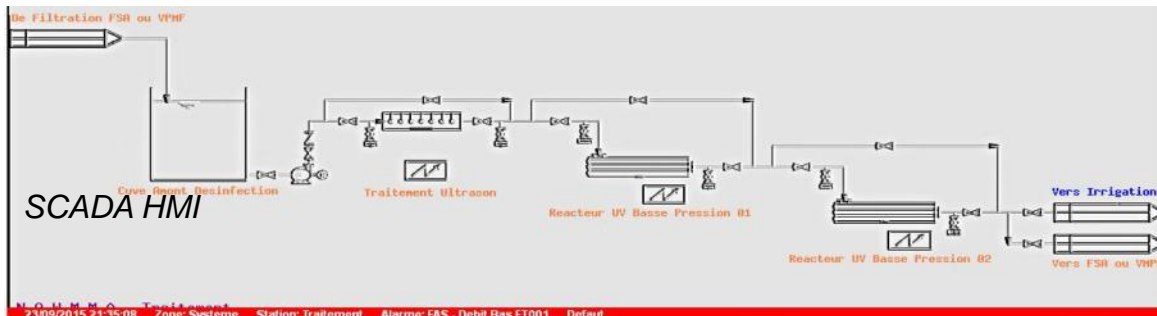 De Filtration FSA ou VPMF
Cuve Amont Desinfection
SCADA HMI
Traitement Ultrason
Reacteur UV Basse Pression 01
Reacteur UV Basse Pression 02
Vers Irrigation
Vers FSA ou VMP
Traitement
23/09/2015 21:35:08 Zone: Systeme Station: Traitement Alarme: FAS - Debit Bas FT001 Defaut